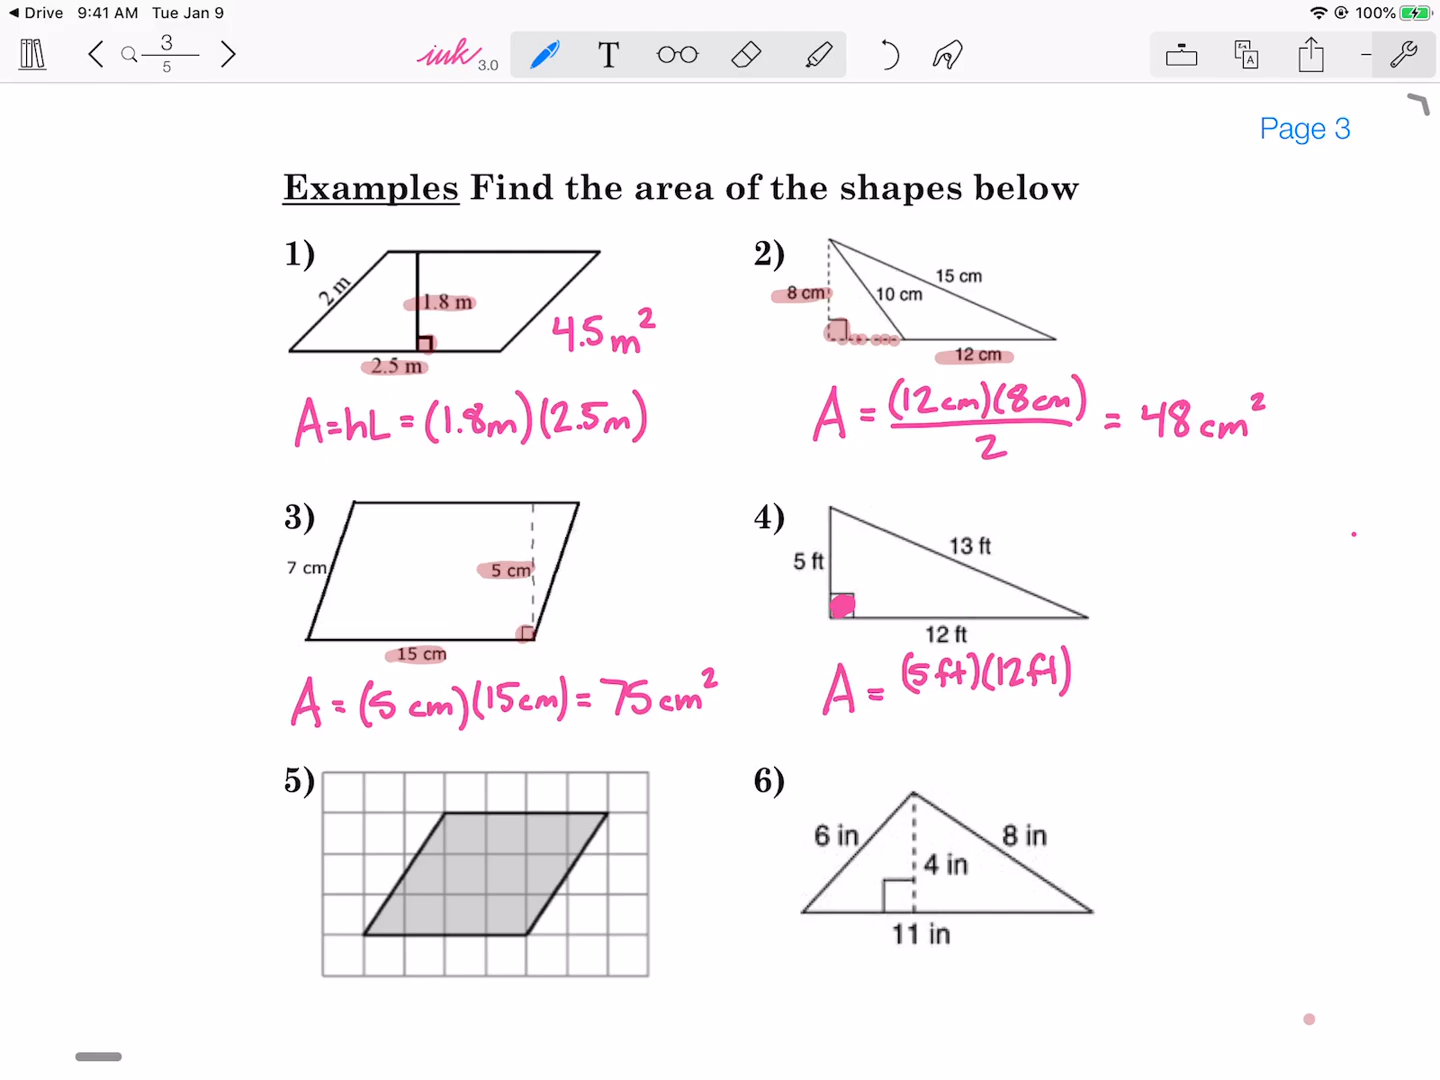 Drive 9:41 AM Tue Jan 9 100%
3
5
ink 3.0
T
A
Page 3
Examples Find the area of the shapes below
1)
2 m
1.8 m
2.5 m
4.5 m²
A=hL=(1.8m)(2.5m)
2)
8 cm
10 cm
15 cm
12 cm
A = (12cm)(8cm)
2
= 48 cm²
3)
7 cm
5 cm
15 cm
A = (5 cm)(15cm) = 75cm²
4)
5 ft
13 ft
12 ft
A = (5ft)(12ft)
5)
6)
6 in
8 in
4 in
11 in